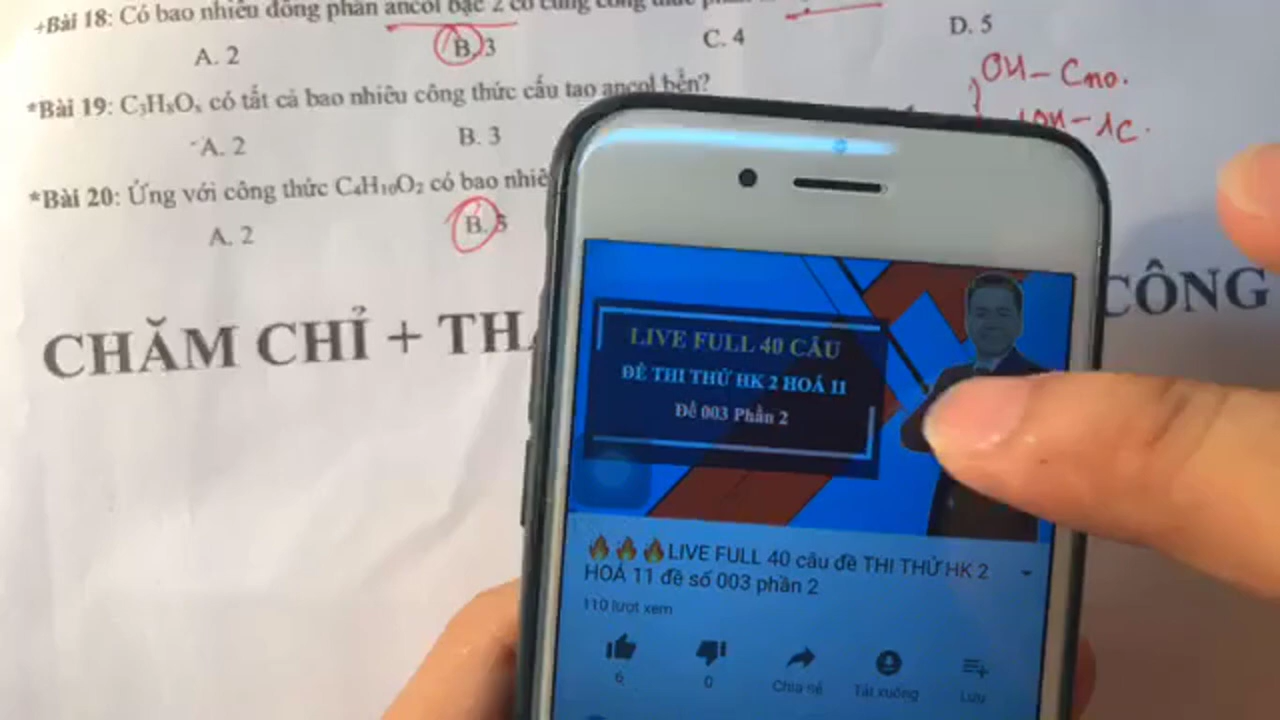 +Bài 18: Có bao nhiêu đồng phân ancol bậc 2 có cùng công thức
A. 2 B. 3 C. 4 D. 5
*Bài 19: C₃H₈Oₓ có tất cả bao nhiêu công thức cấu tạo ancol bền?
OH - Cno.
A. 2 B. 3
1OH - 1C.
*Bài 20: Ứng với công thức C₄H₁₀O₂ có bao
A. 2 B. 5
CHĂM CHỈ + CÔNG
LIVE FULL 40 CÂU
ĐỀ THI THỬ HK 2 HOÁ 11
Đề 003 Phần 2
🔥🔥🔥LIVE FULL 40 câu đề THI THỬ HK 2
HOÁ 11 đề số 003 phần 2
110 lượt xem
6 0 Chia sẻ Tải xuống Lưu